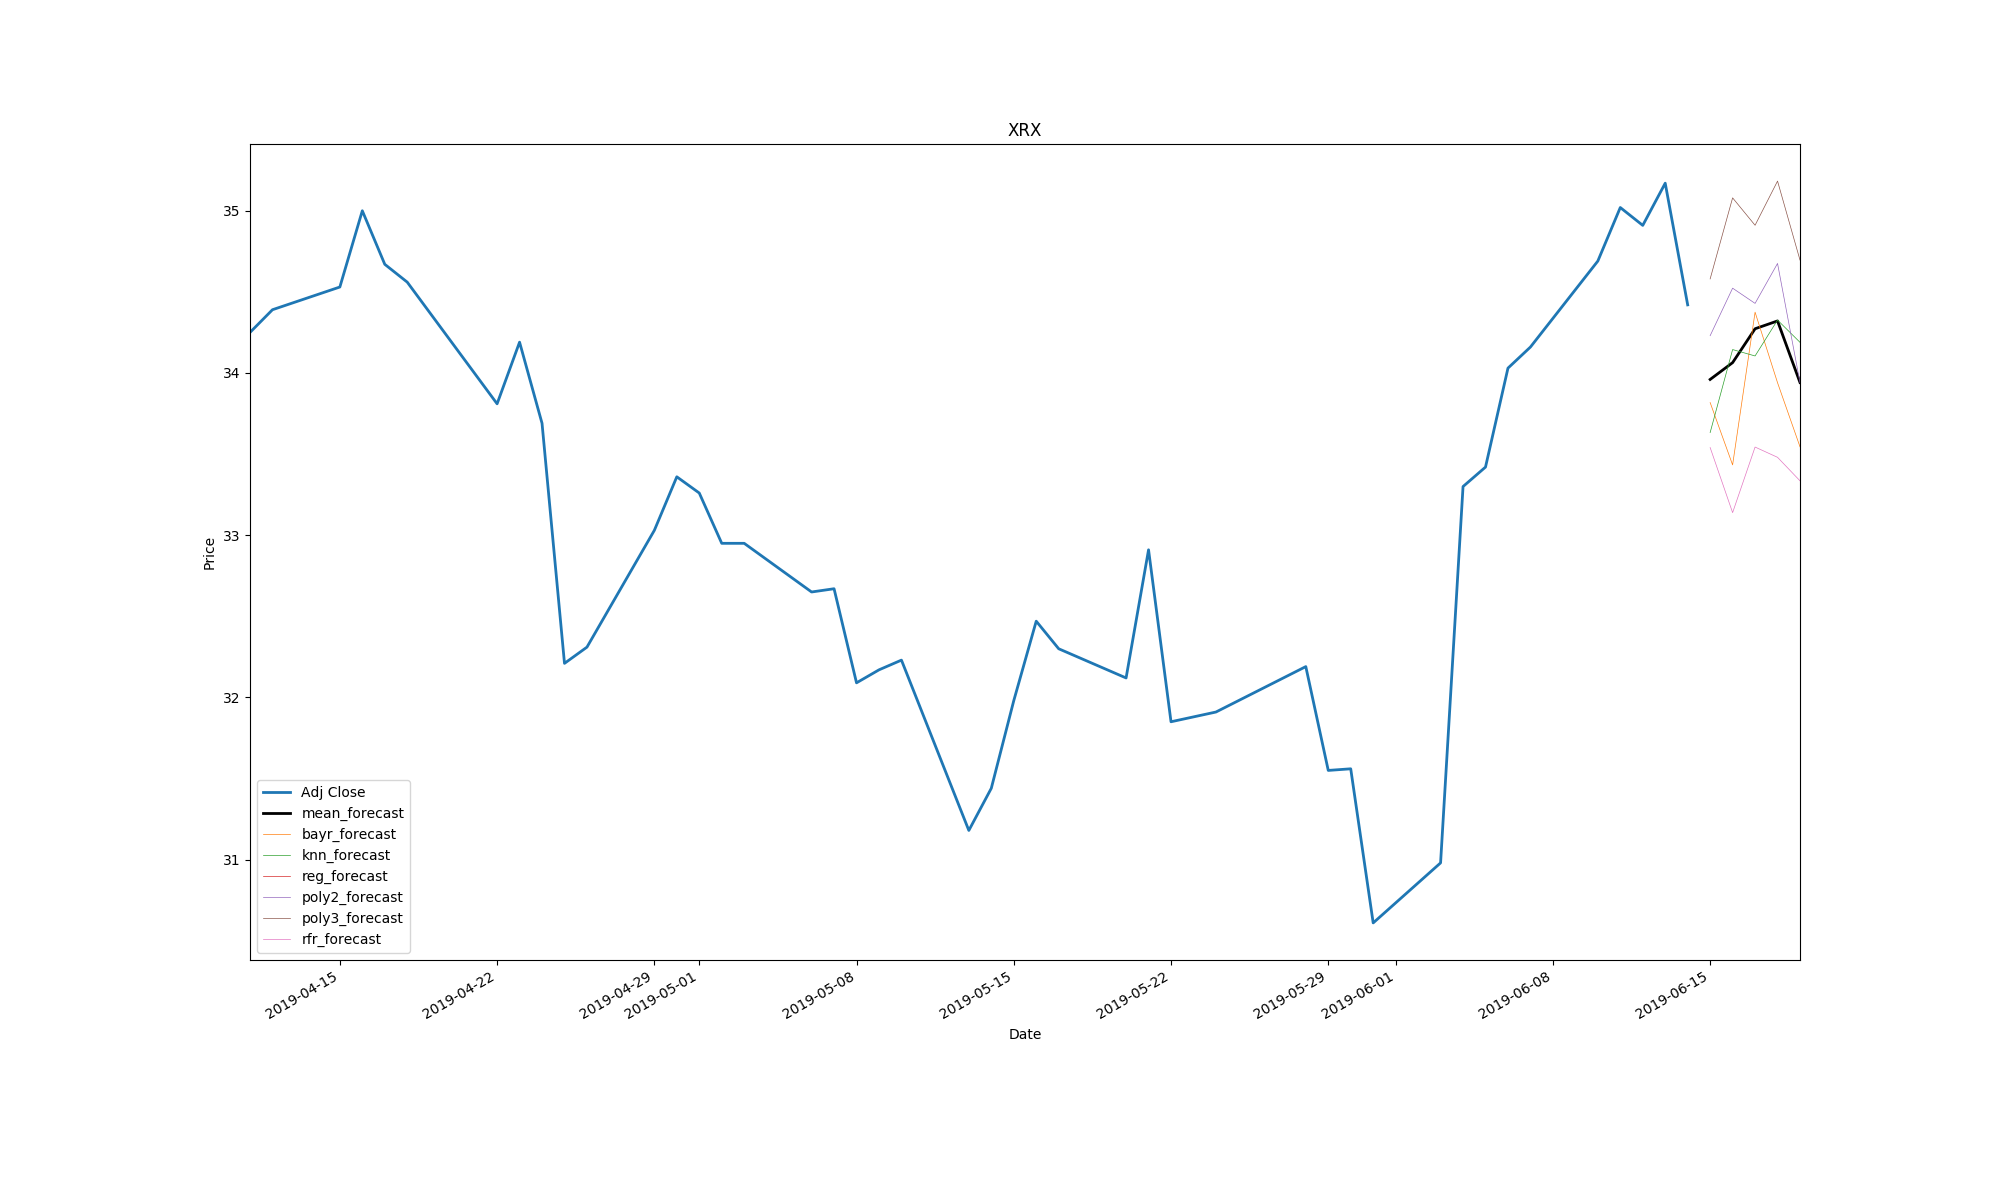 XRX
35
34
33
32
31
Price
Adj Close
mean_forecast
bayr_forecast
knn_forecast
reg_forecast
poly2_forecast
poly3_forecast
rfr_forecast
2019-04-15
2019-04-22
2019-04-29
2019-05-01
2019-05-08
2019-05-15
2019-05-22
2019-05-29
2019-06-01
2019-06-08
2019-06-15
Date